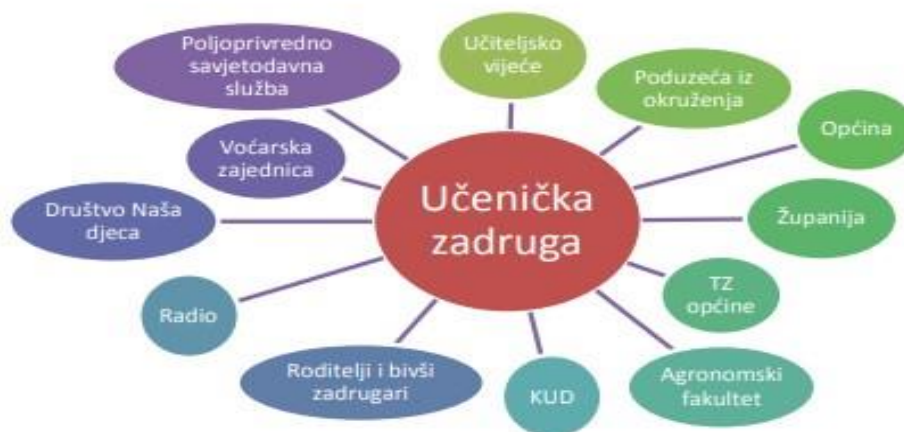 Poljoprivredno
savjetodavna
služba
Učiteljsko
vijeće
Poduzeća iz
okruženja
Općina
Voćarska
zajednica
Učenička
zadruga
Društvo Naša
djeca
Županija
TZ
općine
Radio
Roditelji i bivši
zadrugari
KUD
Agronomski
fakultet